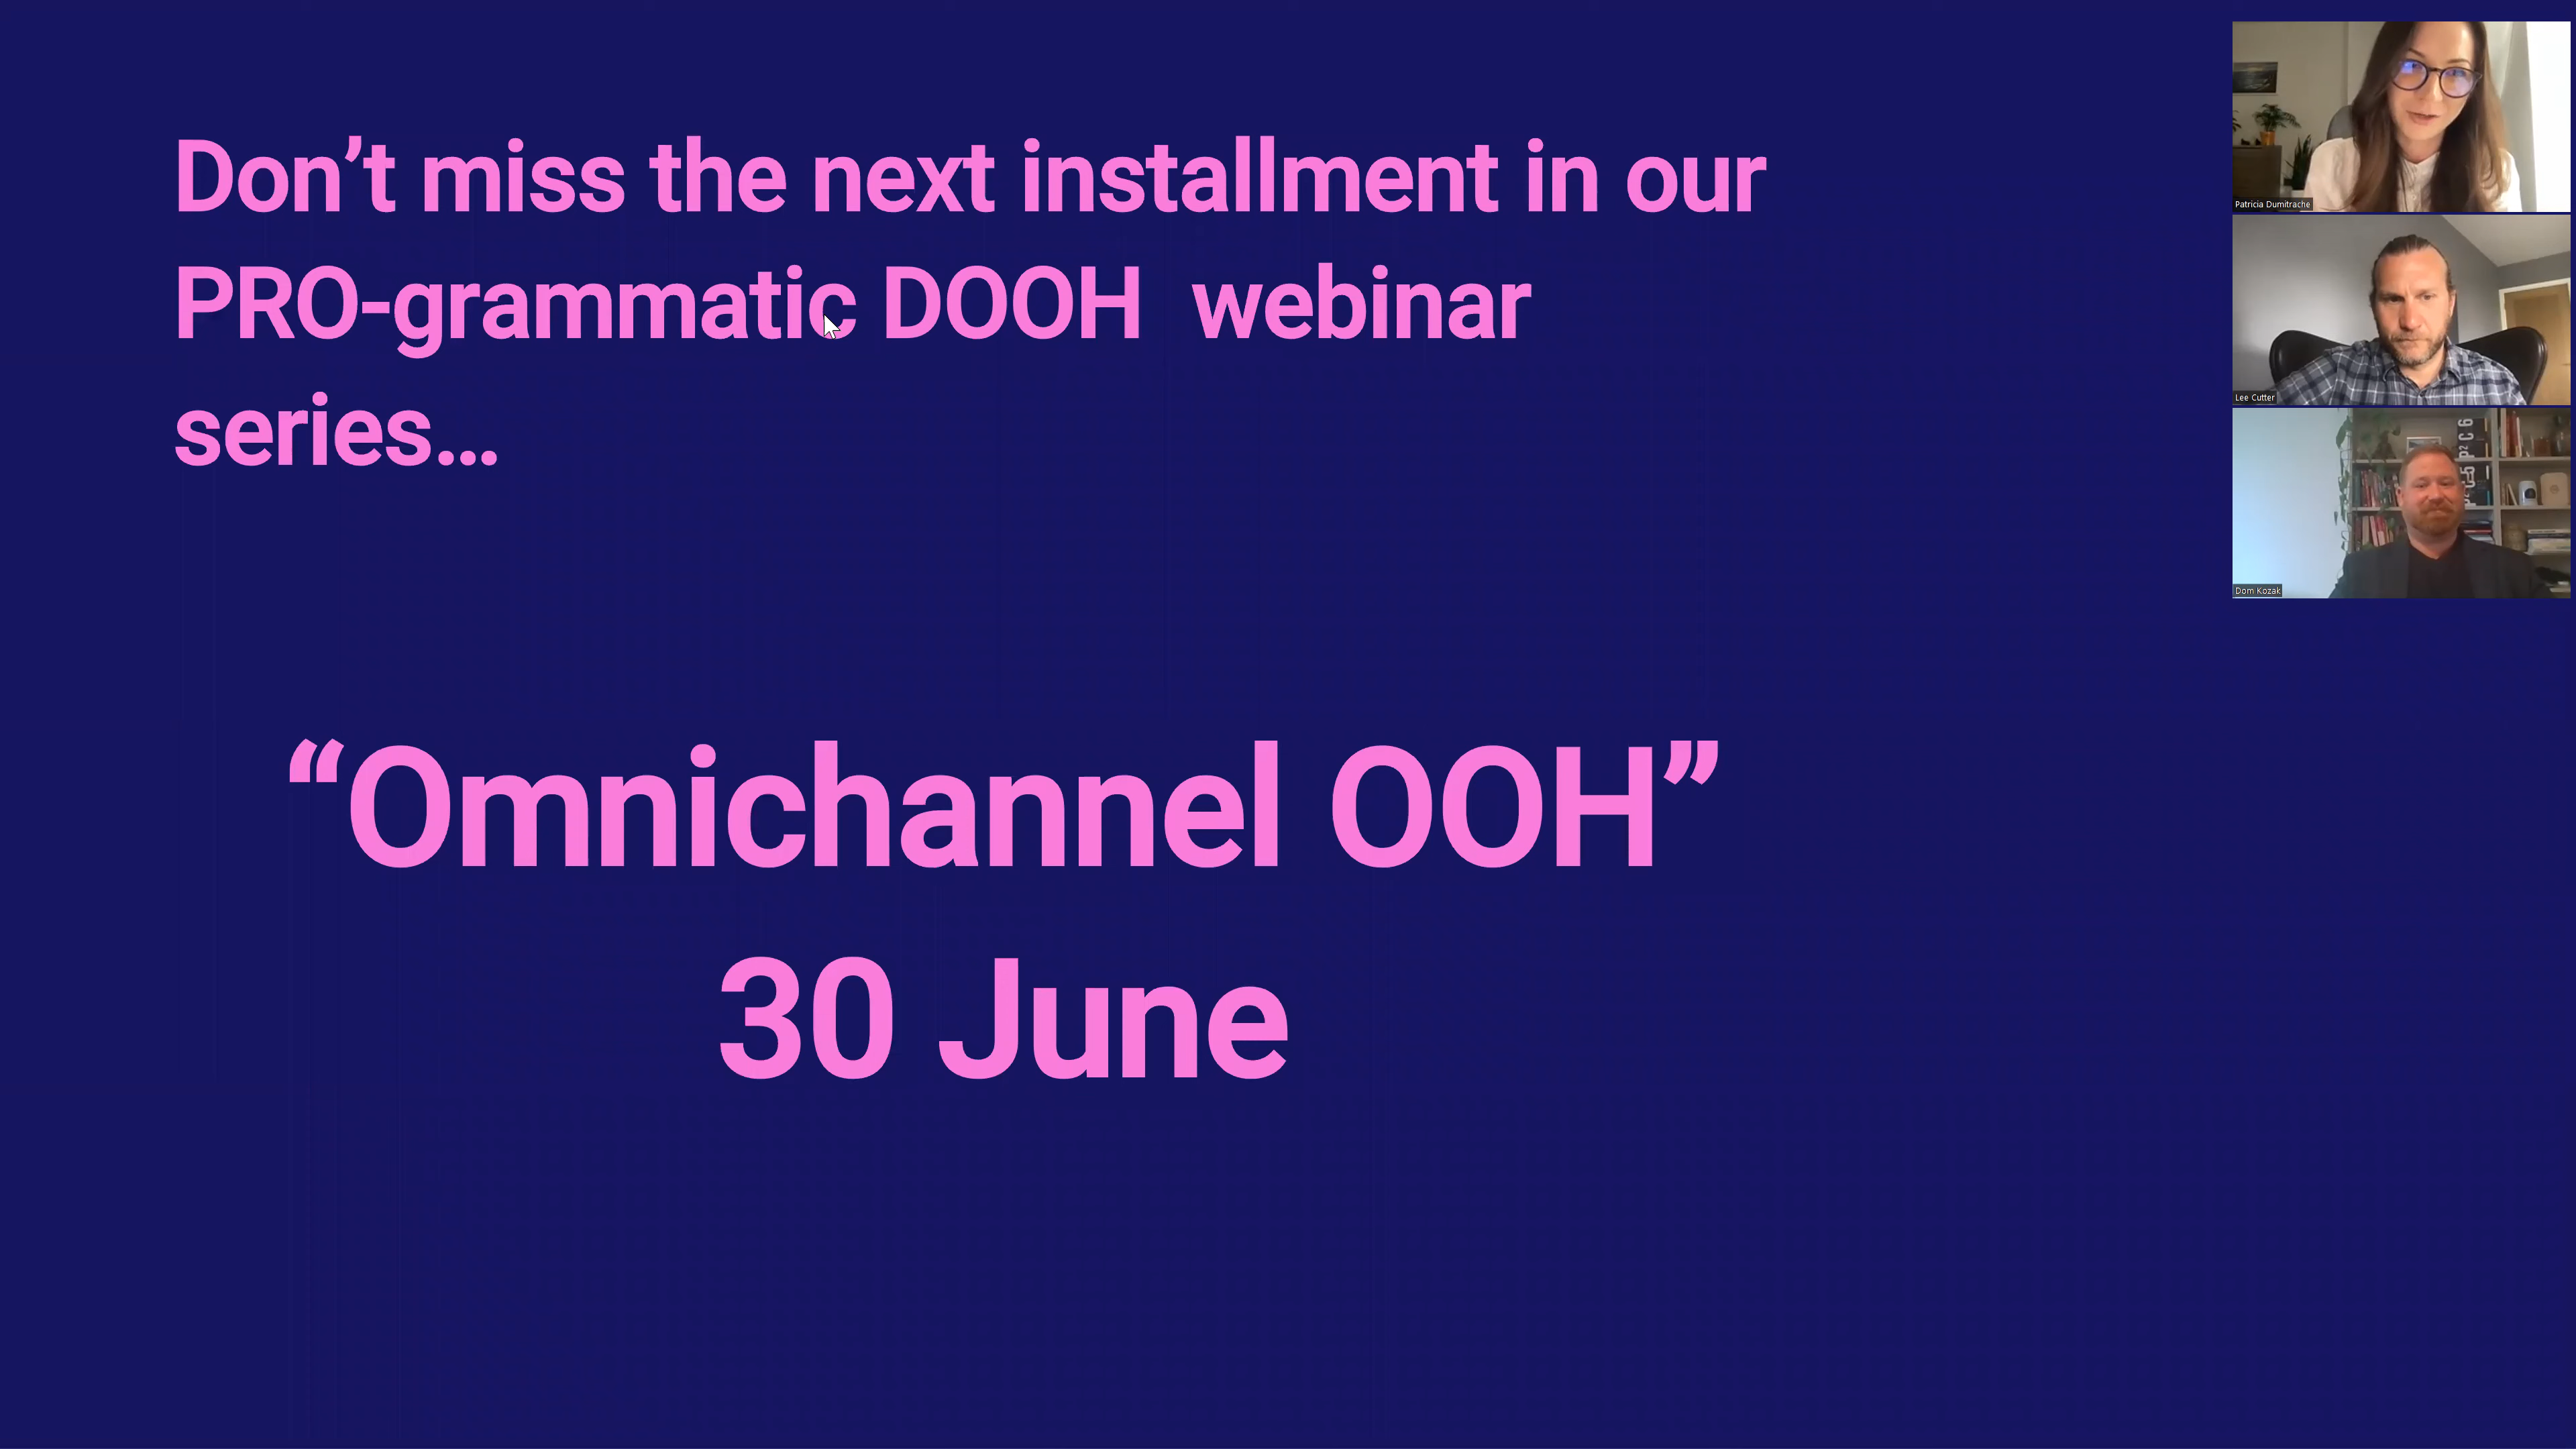 Don’t miss the next installment in our
PRO-grammatic DOOH  webinar
series...
“Omnichannel OOH”
30 June
Patricia Dumitrache
Lee Cutter
Dom Kozak